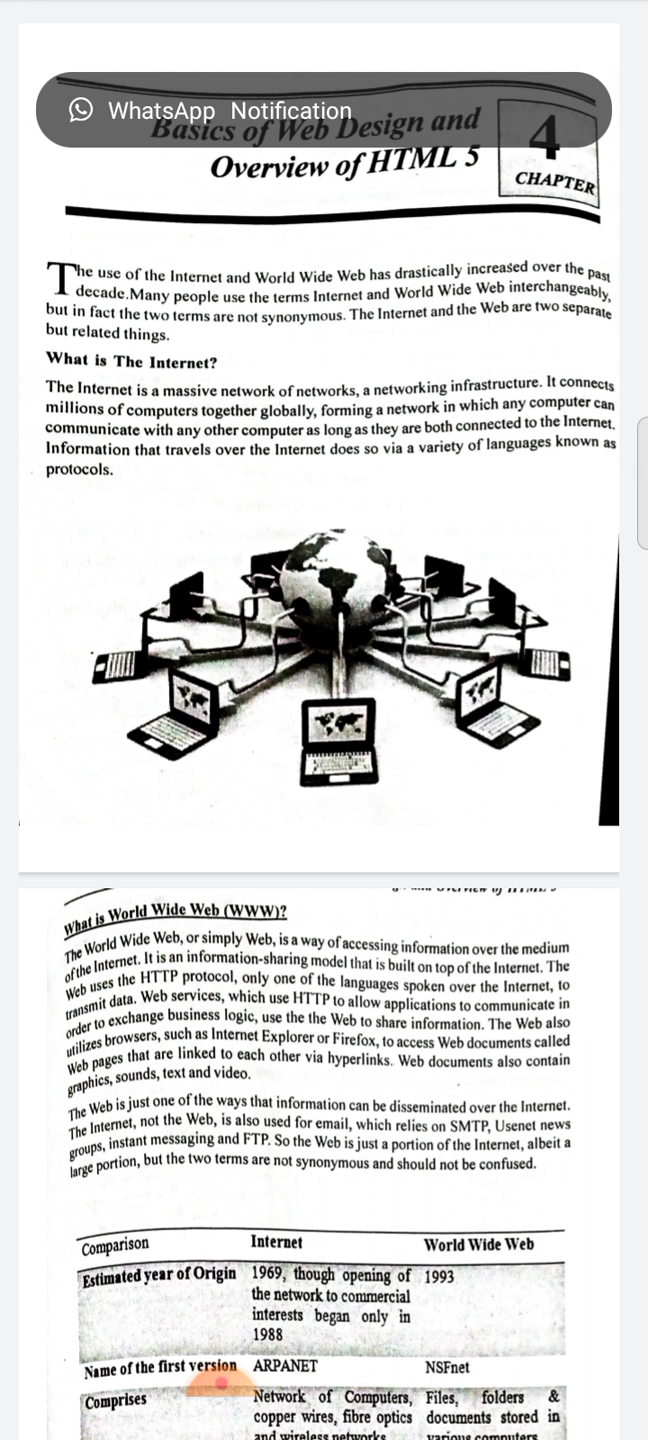 WhatsApp Notification
Basics of Web Design and
Overview of HTML 5
4
CHAPTER
The use of the Internet and World Wide Web has drastically increased over the past
decade.Many people use the terms Internet and World Wide Web interchangeably,
but in fact the two terms are not synonymous. The Internet and the Web are two separate
but related things.
What is The Internet?
The Internet is a massive network of networks, a networking infrastructure. It connects
millions of computers together globally, forming a network in which any computer can
communicate with any other computer as long as they are both connected to the Internet.
Information that travels over the Internet does so via a variety of languages known as
protocols.
What is World Wide Web (WWW)?
The World Wide Web, or simply Web, is a way of accessing information over the medium
of the Internet. It is an information-sharing model that is built on top of the Internet. The
Web uses the HTTP protocol, only one of the languages spoken over the Internet, to
transmit data. Web services, which use HTTP to allow applications to communicate in
order to exchange business logic, use the the Web to share information. The Web also
utilizes browsers, such as Internet Explorer or Firefox, to access Web documents called
Web pages that are linked to each other via hyperlinks. Web documents also contain
graphics, sounds, text and video.
The Web is just one of the ways that information can be disseminated over the Internet.
The Internet, not the Web, is also used for email, which relies on SMTP, Usenet news
groups, instant messaging and FTP. So the Web is just a portion of the Internet, albeit a
large portion, but the two terms are not synonymous and should not be confused.
Comparison Internet World Wide Web
Estimated year of Origin 1969, though opening of 1993
the network to commercial
interests began only in
1988
Name of the first version ARPANET NSFnet
Comprises Network of Computers, Files, folders &
copper wires, fibre optics documents stored in
and wireless networks various computers